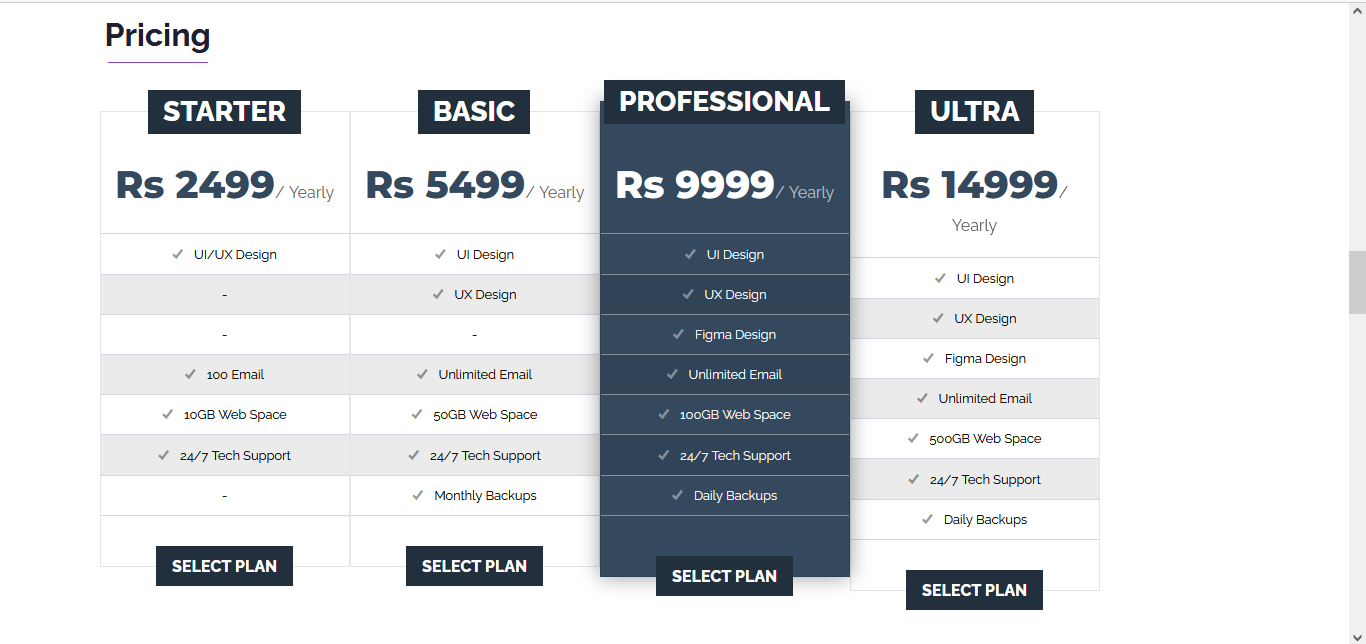 Pricing
STARTER
Rs 2499/ Yearly
UI/UX Design
-
-
100 Email
10GB Web Space
24/7 Tech Support
-
SELECT PLAN
BASIC
Rs 5499/ Yearly
UI Design
UX Design
-
Unlimited Email
50GB Web Space
24/7 Tech Support
Monthly Backups
SELECT PLAN
PROFESSIONAL
Rs 9999/ Yearly
UI Design
UX Design
Figma Design
Unlimited Email
100GB Web Space
24/7 Tech Support
Daily Backups
SELECT PLAN
ULTRA
Rs 14999/
Yearly
UI Design
UX Design
Figma Design
Unlimited Email
500GB Web Space
24/7 Tech Support
Daily Backups
SELECT PLAN